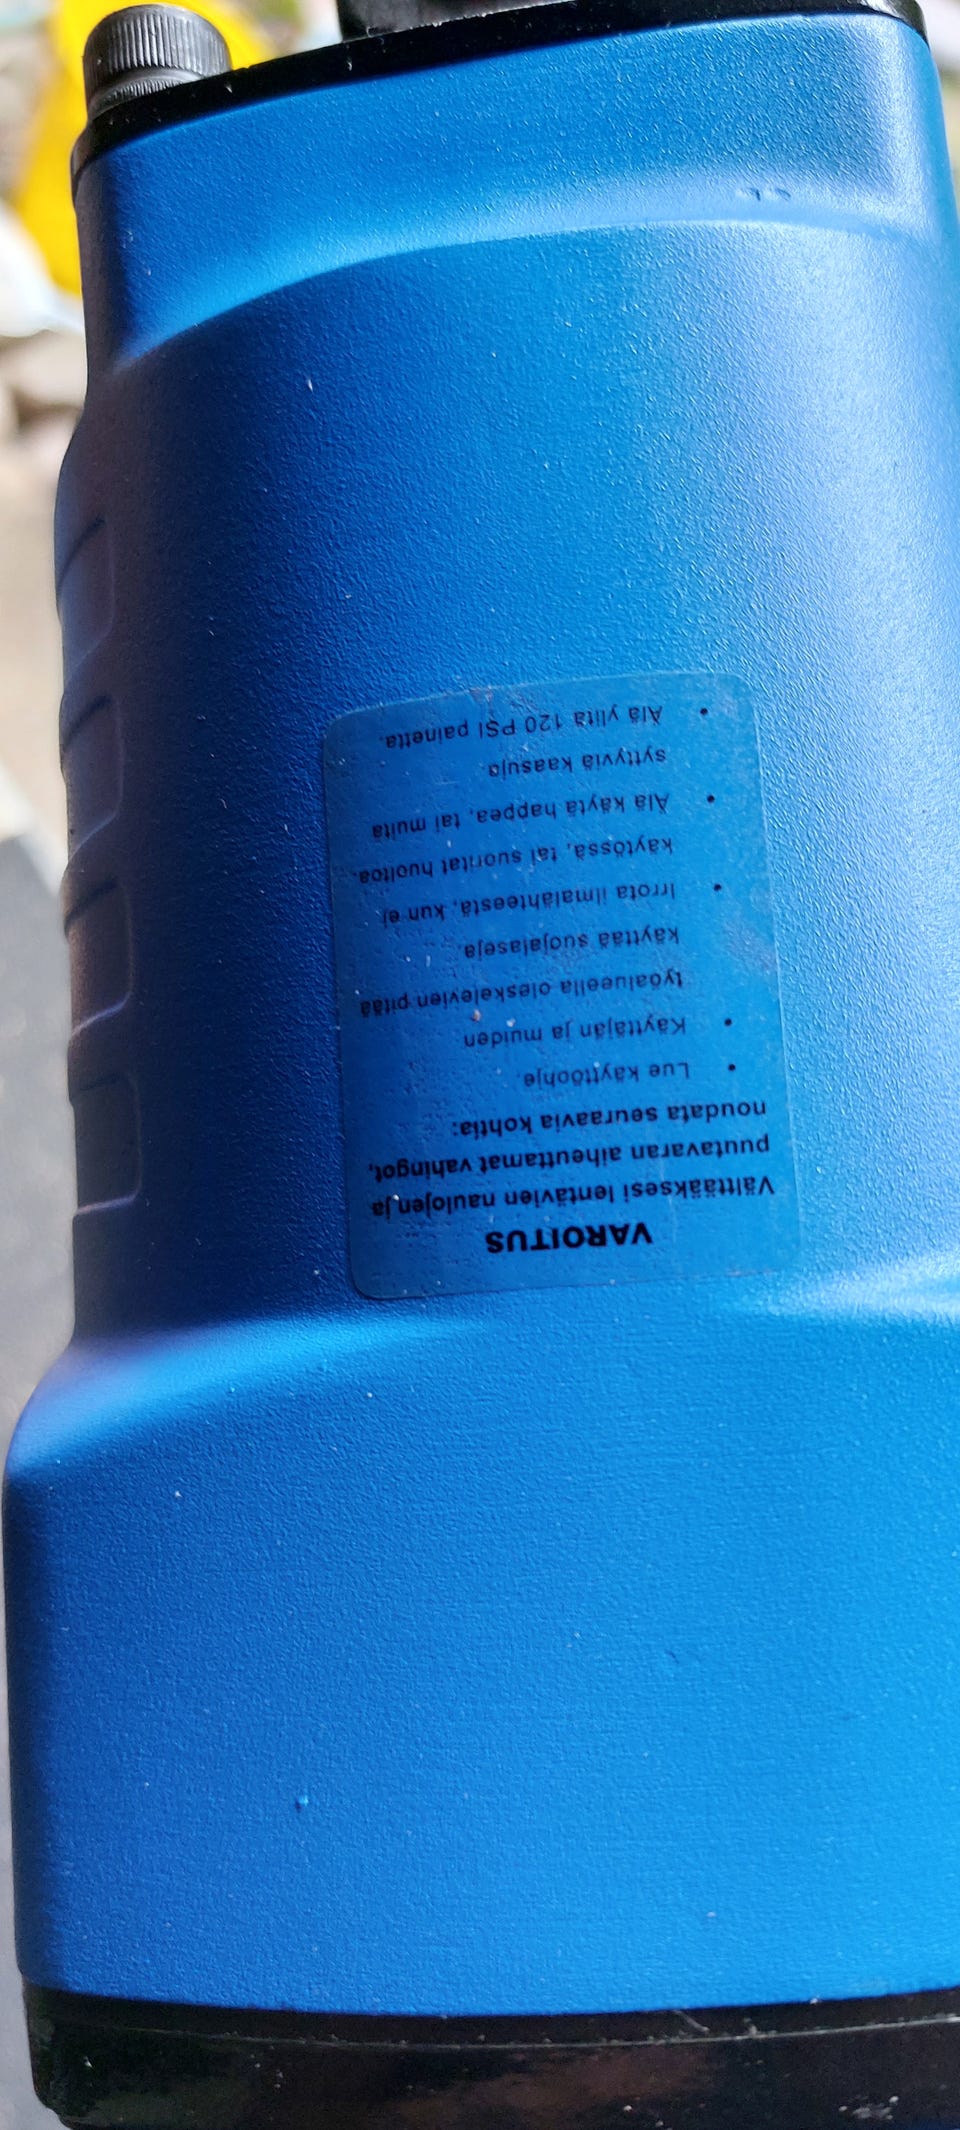 VAROITUS
Välttääksesi lentävien naulojen ja
puutavaran aiheuttamat vahingot,
noudata seuraavia kohtia:
• Lue käyttöohje
• Käyttäjän ja muiden
työalueella oleskelevien pitää
käyttää suojalaseja.
• Irrota ilmalähteestä, kun ei
käytössä, tai suoritat huoltoa.
• Älä käytä happea, tai muita
syttyviä kaasuja
• Älä ylitä 120 PSI painetta.